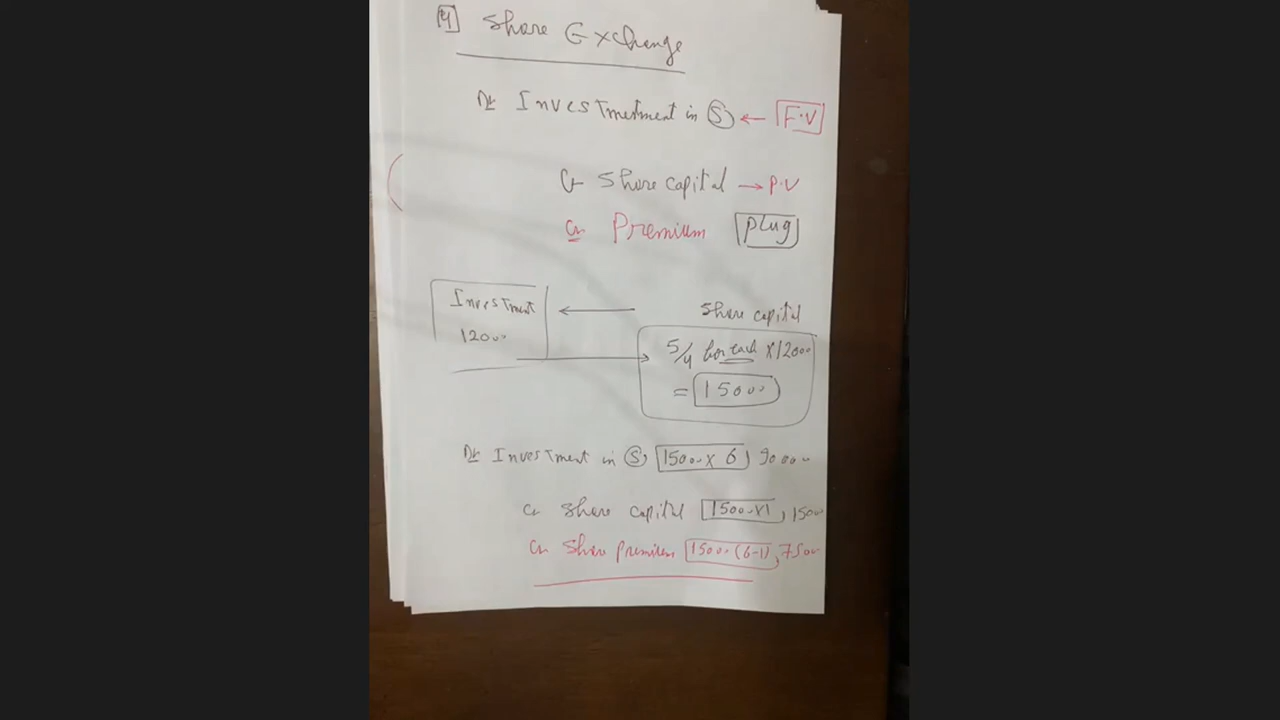 4 Share Exchange
Dr Investment in S ← F.V
Cr Share capital → P.V
Cr Premium Plug
Investment ← Share capital
12000 → 5/4 for each × 12000
= 15000
Dr Investment in S 15000 × 6, 90000
Cr Share capital 15000 × 1, 15000
Cr Share premium 15000 (6-1), 75000